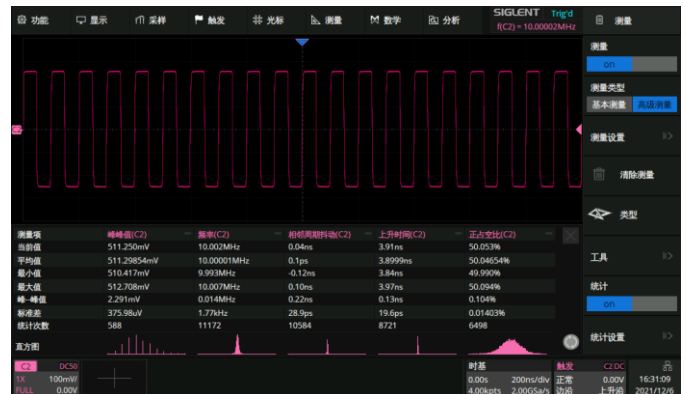 功能 显示 采样 触发 光标 测量 数学 分析 SIGLENT Trig'd 测量
f(C2) = 10.00002MHz
测量
on
测量类型
基本测量 高级测量
C2
测量设置
清除测量
类型
测量项 峰峰值(C2) 频率(C2) 相邻周期抖动(C2) 上升时间(C2) 正占空比(C2)
当前值 511.250mV 10.002MHz 0.04ns 3.91ns 50.053%
平均值 511.29854mV 10.00001MHz 0.1ps 3.8999ns 50.04654%
工具
最小值 510.417mV 9.993MHz -0.12ns 3.84ns 49.990%
最大值 512.708mV 10.007MHz 0.10ns 3.97ns 50.094%
统计
峰--峰值 2.291mV 0.014MHz 0.22ns 0.13ns 0.104%
on
标准差 375.98uV 1.77kHz 28.9ps 19.6ps 0.01403%
统计次数 588 11172 10584 8721 6498
统计设置
直方图
C2 DC50 时基 触发 C2 DC
1X 100mV/ 0.00s 200ns/div 正常 0.00V 16:31:09
FULL 0.00V 4.00kpts 2.00GSa/s 边沿 上升沿 2021/12/6